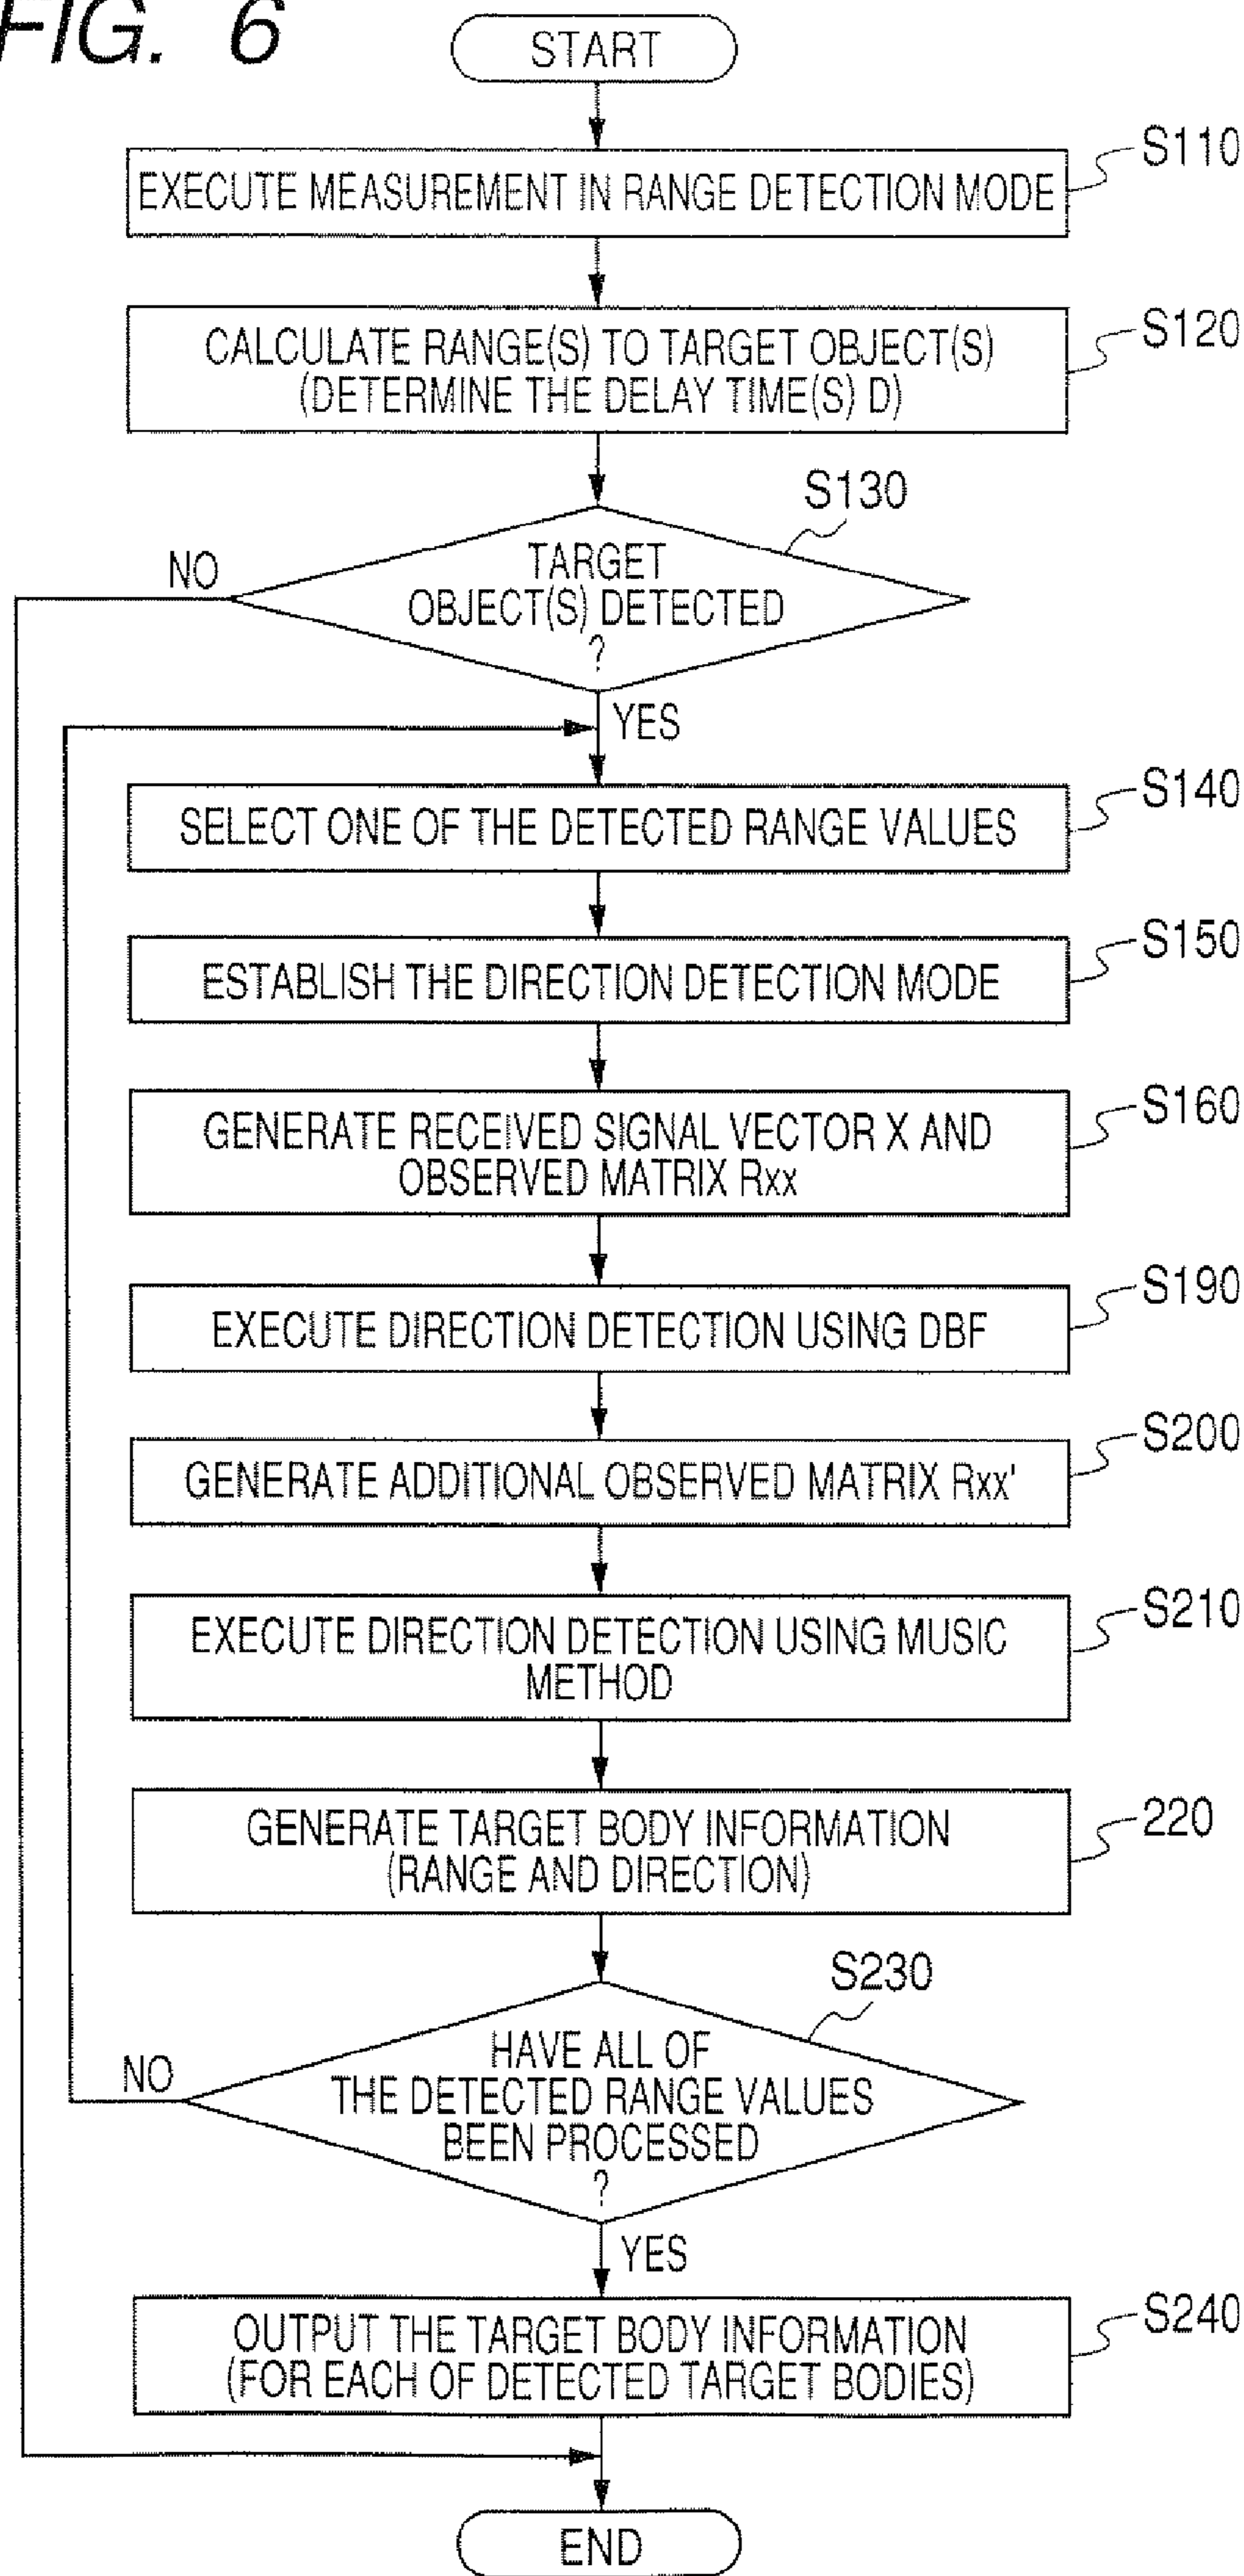 FIG. 6
START
EXECUTE MEASUREMENT IN RANGE DETECTION MODE
S110
CALCULATE RANGE(S) TO TARGET OBJECT(S)
(DETERMINE THE DELAY TIME(S) D)
S120
S130
TARGET
OBJECT(S) DETECTED
?
NO
YES
SELECT ONE OF THE DETECTED RANGE VALUES
S140
ESTABLISH THE DIRECTION DETECTION MODE
S150
GENERATE RECEIVED SIGNAL VECTOR X AND
OBSERVED MATRIX Rxx
S160
EXECUTE DIRECTION DETECTION USING DBF
S190
GENERATE ADDITIONAL OBSERVED MATRIX Rxx'
S200
EXECUTE DIRECTION DETECTION USING MUSIC
METHOD
S210
GENERATE TARGET BODY INFORMATION
(RANGE AND DIRECTION)
220
S230
HAVE ALL OF
THE DETECTED RANGE VALUES
BEEN PROCESSED
?
NO
YES
OUTPUT THE TARGET BODY INFORMATION
(FOR EACH OF DETECTED TARGET BODIES)
S240
END